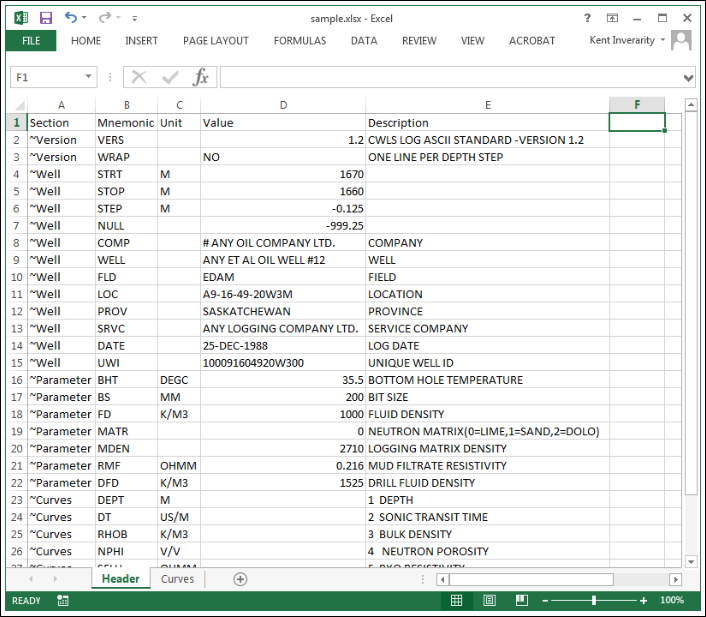 sample.xlsx - Excel
?
FILE HOME INSERT PAGE LAYOUT FORMULAS DATA REVIEW VIEW ACROBAT Kent Inverarity
F1 fx
A B C D E F
1 Section Mnemonic Unit Value Description
2 ~Version VERS 1.2 CWLS LOG ASCII STANDARD -VERSION 1.2
3 ~Version WRAP NO ONE LINE PER DEPTH STEP
4 ~Well STRT M 1670
5 ~Well STOP M 1660
6 ~Well STEP M -0.125
7 ~Well NULL -999.25
8 ~Well COMP # ANY OIL COMPANY LTD. COMPANY
9 ~Well WELL ANY ET AL OIL WELL #12 WELL
10 ~Well FLD EDAM FIELD
11 ~Well LOC A9-16-49-20W3M LOCATION
12 ~Well PROV SASKATCHEWAN PROVINCE
13 ~Well SRVC ANY LOGGING COMPANY LTD. SERVICE COMPANY
14 ~Well DATE 25-DEC-1988 LOG DATE
15 ~Well UWI 100091604920W300 UNIQUE WELL ID
16 ~Parameter BHT DEGC 35.5 BOTTOM HOLE TEMPERATURE
17 ~Parameter BS MM 200 BIT SIZE
18 ~Parameter FD K/M3 1000 FLUID DENSITY
19 ~Parameter MATR 0 NEUTRON MATRIX(0=LIME,1=SAND,2=DOLO)
20 ~Parameter MDEN 2710 LOGGING MATRIX DENSITY
21 ~Parameter RMF OHMM 0.216 MUD FILTRATE RESISTIVITY
22 ~Parameter DFD K/M3 1525 DRILL FLUID DENSITY
23 ~Curves DEPT M 1 DEPTH
24 ~Curves DT US/M 2 SONIC TRANSIT TIME
25 ~Curves RHOB K/M3 3 BULK DENSITY
26 ~Curves NPHI V/V 4 NEUTRON POROSITY
Header Curves
READY 100%